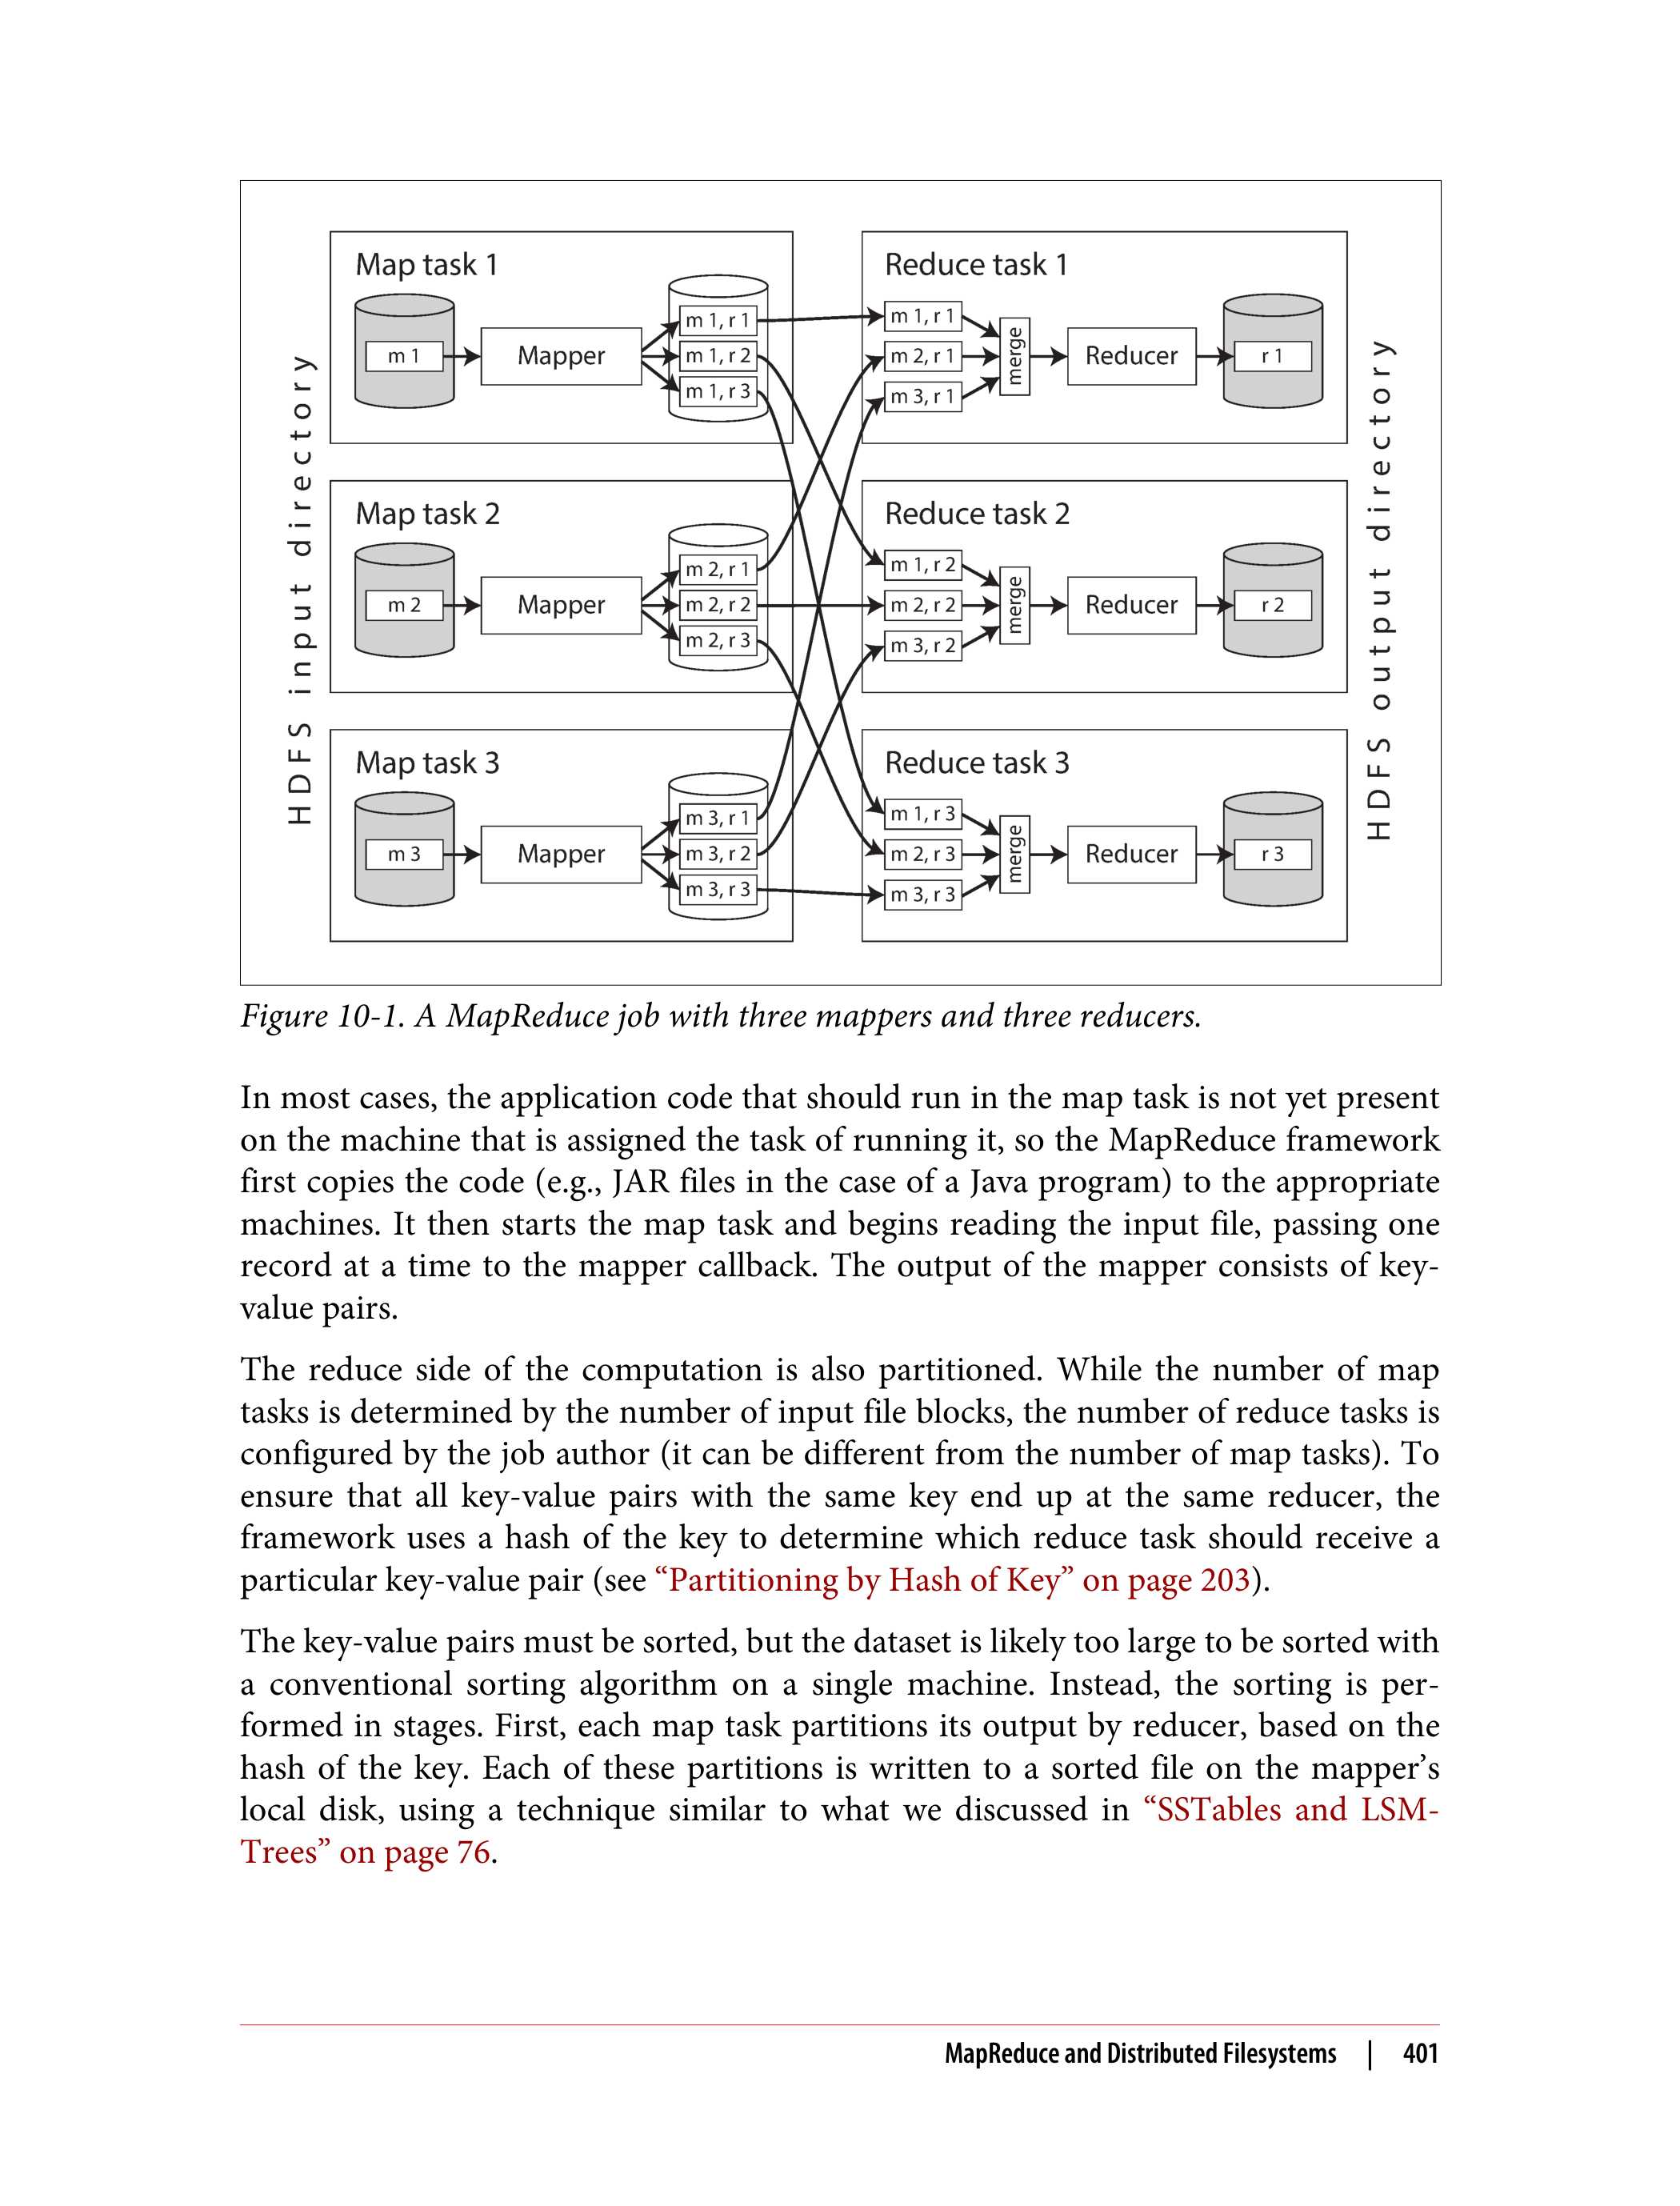 HDFS input directory
Map task 1
m 1
Mapper
m 1, r 1
m 1, r 2
m 1, r 3
Reduce task 1
m 1, r 1
m 2, r 1
m 3, r 1
merge
Reducer
r 1
Map task 2
m 2
Mapper
m 2, r 1
m 2, r 2
m 2, r 3
Reduce task 2
m 1, r 2
m 2, r 2
m 3, r 2
merge
Reducer
r 2
Map task 3
m 3
Mapper
m 3, r 1
m 3, r 2
m 3, r 3
Reduce task 3
m 1, r 3
m 2, r 3
m 3, r 3
merge
Reducer
r 3
HDFS output directory
Figure 10-1. A MapReduce job with three mappers and three reducers.
In most cases, the application code that should run in the map task is not yet present
on the machine that is assigned the task of running it, so the MapReduce framework
first copies the code (e.g., JAR files in the case of a Java program) to the appropriate
machines. It then starts the map task and begins reading the input file, passing one
record at a time to the mapper callback. The output of the mapper consists of key-
value pairs.
The reduce side of the computation is also partitioned. While the number of map
tasks is determined by the number of input file blocks, the number of reduce tasks is
configured by the job author (it can be different from the number of map tasks). To
ensure that all key-value pairs with the same key end up at the same reducer, the
framework uses a hash of the key to determine which reduce task should receive a
particular key-value pair (see “Partitioning by Hash of Key” on page 203).
The key-value pairs must be sorted, but the dataset is likely too large to be sorted with
a conventional sorting algorithm on a single machine. Instead, the sorting is per-
formed in stages. First, each map task partitions its output by reducer, based on the
hash of the key. Each of these partitions is written to a sorted file on the mapper’s
local disk, using a technique similar to what we discussed in “SSTables and LSM-
Trees” on page 76.
MapReduce and Distributed Filesystems | 401